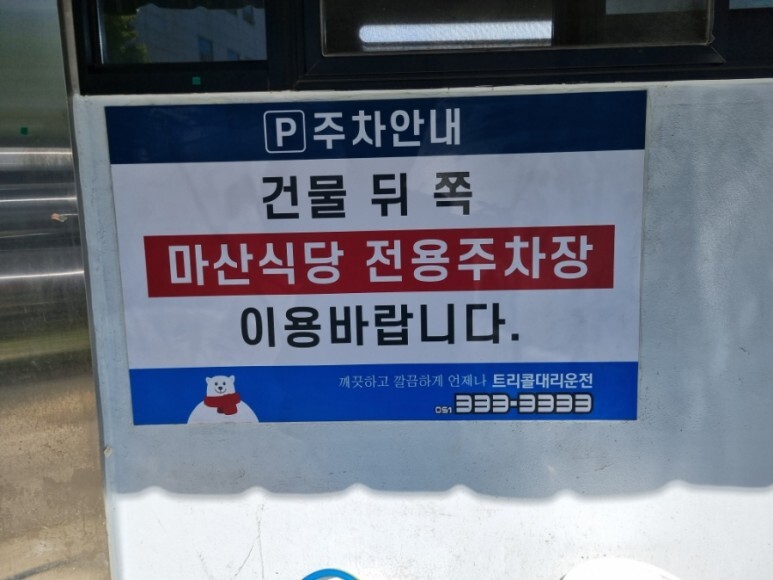 P 주차안내
건물 뒤 쪽
마산식당 전용주차장
이용바랍니다.
깨끗하고 깔끔하게 언제나 트리콜대리운전
051 333-3333